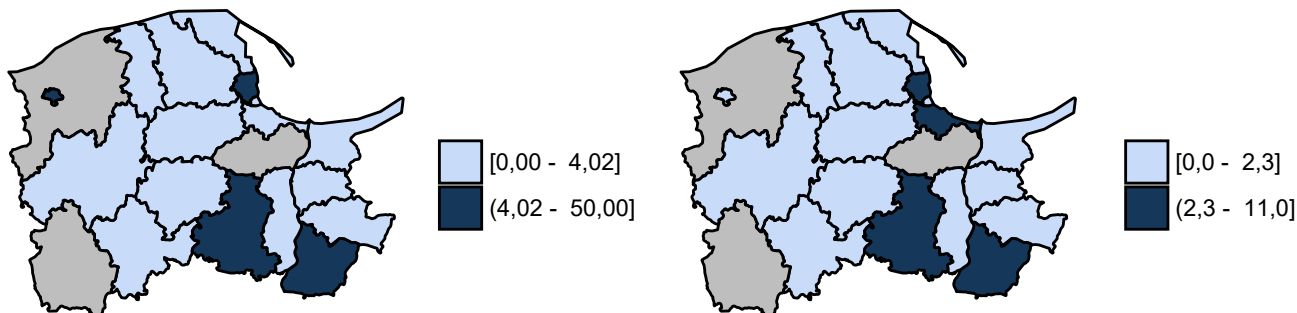 [0,00 - 4,02]
(4,02 - 50,00]
[0,0 - 2,3]
(2,3 - 11,0]